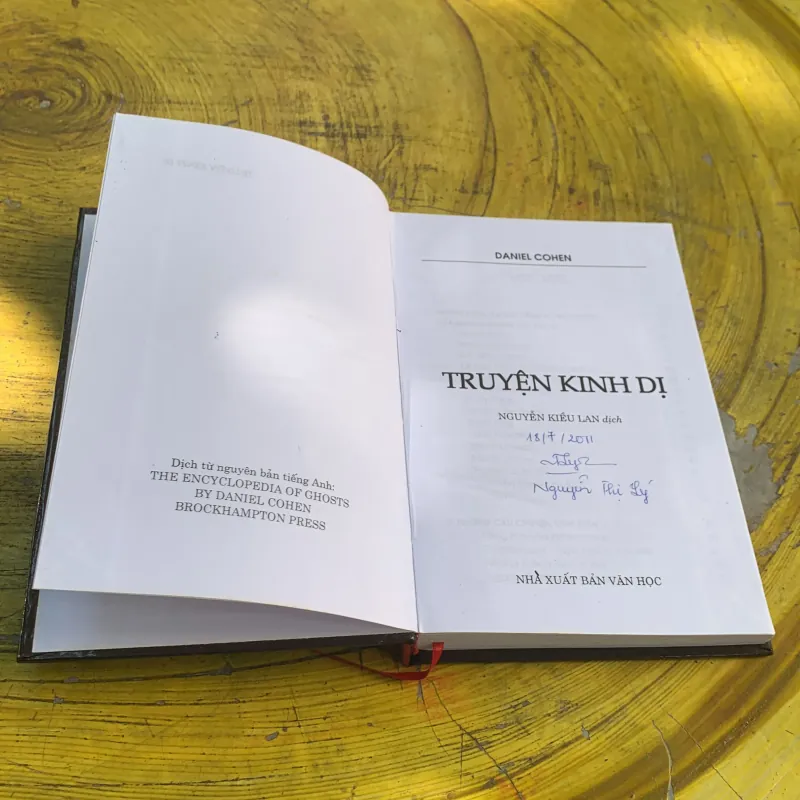 Dịch từ nguyên bản tiếng Anh:
THE ENCYCLOPEDIA OF GHOSTS
BY DANIEL COHEN
BROCKHAMPTON PRESS
DANIEL COHEN
TRUYỆN KINH DỊ
NGUYỄN KIỀU LAN dịch
18/7/2011
Nguyễn Thị Lý
NHÀ XUẤT BẢN VĂN HỌC